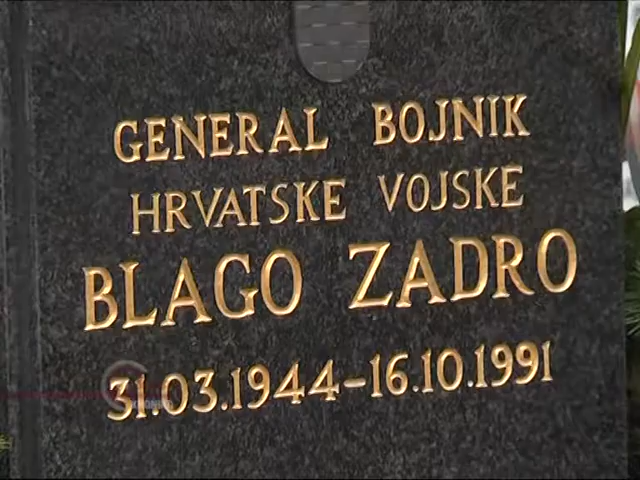 GENERAL BOJNIK
HRVATSKE VOJSKE
BLAGO ZADRO
31.03.1944-16.10.1991